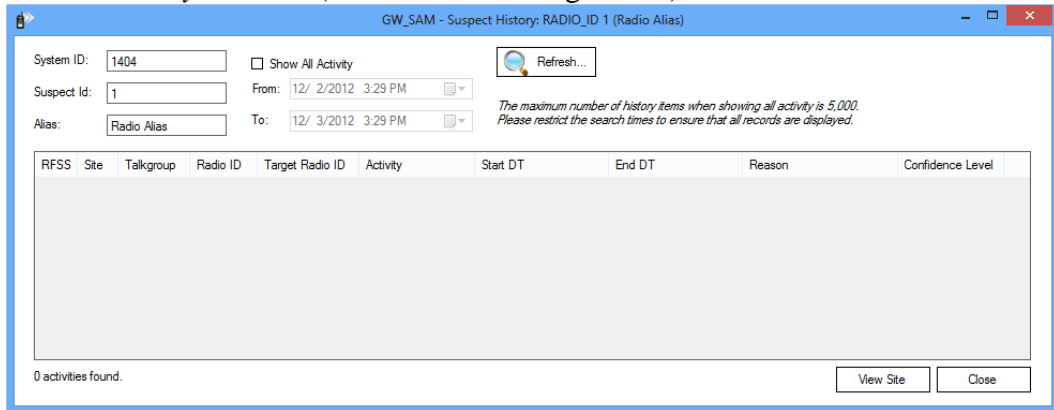 GW_SAM - Suspect History: RADIO_ID 1 (Radio Alias)
System ID: 1404 Show All Activity Refresh...
Suspect Id: 1 From: 12/ 2/2012 3:29 PM
The maximum number of history items when showing all activity is 5,000.
Alias: Radio Alias To: 12/ 3/2012 3:29 PM Please restrict the search times to ensure that all records are displayed.
RFSS Site Talkgroup Radio ID Target Radio ID Activity Start DT End DT Reason Confidence Level
0 activities found. View Site Close